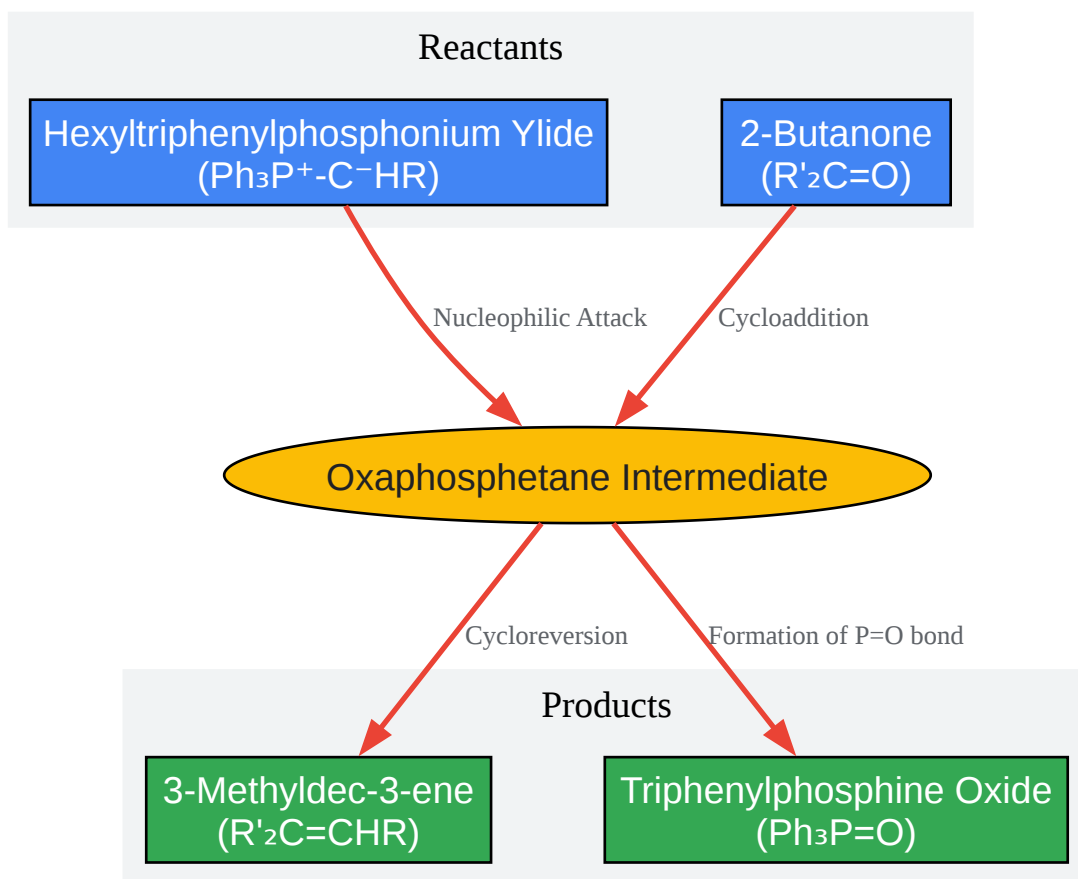 Reactants
Hexyltriphenylphosphonium Ylide
(Ph₃P⁺-C⁻HR)
2-Butanone
(R'₂C=O)
Nucleophilic Attack
Cycloaddition
Oxaphosphetane Intermediate
Cycloreversion
Formation of P=O bond
Products
3-Methyldec-3-ene
(R'₂C=CHR)
Triphenylphosphine Oxide
(Ph₃P=O)